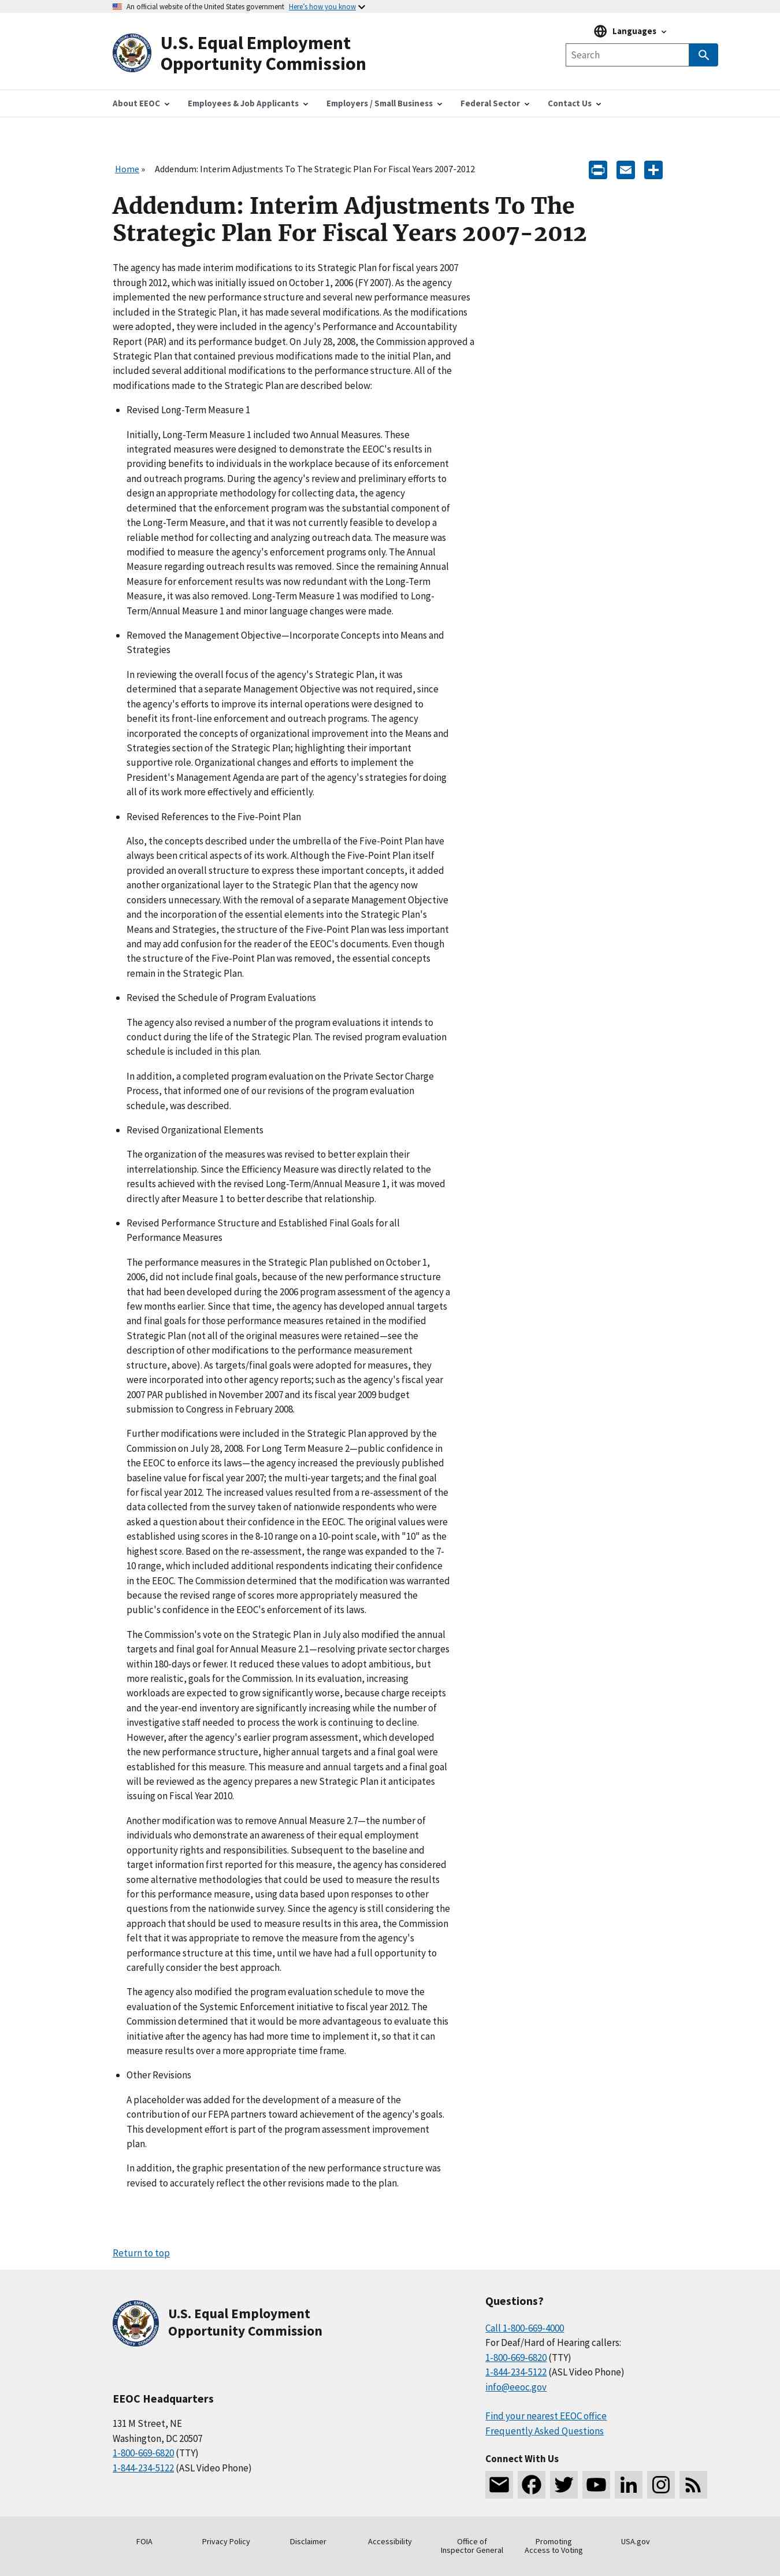 An official website of the United States government Here's how you know
U.S. Equal Employment
Opportunity Commission
Languages
Search
About EEOC
Employees & Job Applicants
Employers / Small Business
Federal Sector
Contact Us
Home » Addendum: Interim Adjustments To The Strategic Plan For Fiscal Years 2007-2012
Addendum: Interim Adjustments To The
Strategic Plan For Fiscal Years 2007-2012
The agency has made interim modifications to its Strategic Plan for fiscal years 2007
through 2012, which was initially issued on October 1, 2006 (FY 2007). As the agency
implemented the new performance structure and several new performance measures
included in the Strategic Plan, it has made several modifications. As the modifications
were adopted, they were included in the agency's Performance and Accountability
Report (PAR) and its performance budget. On July 28, 2008, the Commission approved a
Strategic Plan that contained previous modifications made to the initial Plan, and
included several additional modifications to the performance structure. All of the
modifications made to the Strategic Plan are described below:
• Revised Long-Term Measure 1
Initially, Long-Term Measure 1 included two Annual Measures. These
integrated measures were designed to demonstrate the EEOC's results in
providing benefits to individuals in the workplace because of its enforcement
and outreach programs. During the agency's review and preliminary efforts to
design an appropriate methodology for collecting data, the agency
determined that the enforcement program was the substantial component of
the Long-Term Measure, and that it was not currently feasible to develop a
reliable method for collecting and analyzing outreach data. The measure was
modified to measure the agency's enforcement programs only. The Annual
Measure regarding outreach results was removed. Since the remaining Annual
Measure for enforcement results was now redundant with the Long-Term
Measure, it was also removed. Long-Term Measure 1 was modified to Long-
Term/Annual Measure 1 and minor language changes were made.
• Removed the Management Objective—Incorporate Concepts into Means and
Strategies
In reviewing the overall focus of the agency's Strategic Plan, it was
determined that a separate Management Objective was not required, since
the agency's efforts to improve its internal operations were designed to
benefit its front-line enforcement and outreach programs. The agency
incorporated the concepts of organizational improvement into the Means and
Strategies section of the Strategic Plan; highlighting their important
supportive role. Organizational changes and efforts to implement the
President's Management Agenda are part of the agency's strategies for doing
all of its work more effectively and efficiently.
• Revised References to the Five-Point Plan
Also, the concepts described under the umbrella of the Five-Point Plan have
always been critical aspects of its work. Although the Five-Point Plan itself
provided an overall structure to express these important concepts, it added
another organizational layer to the Strategic Plan that the agency now
considers unnecessary. With the removal of a separate Management Objective
and the incorporation of the essential elements into the Strategic Plan's
Means and Strategies, the structure of the Five-Point Plan was less important
and may add confusion for the reader of the EEOC's documents. Even though
the structure of the Five-Point Plan was removed, the essential concepts
remain in the Strategic Plan.
• Revised the Schedule of Program Evaluations
The agency also revised a number of the program evaluations it intends to
conduct during the life of the Strategic Plan. The revised program evaluation
schedule is included in this plan.
In addition, a completed program evaluation on the Private Sector Charge
Process, that informed one of our revisions of the program evaluation
schedule, was described.
• Revised Organizational Elements
The organization of the measures was revised to better explain their
interrelationship. Since the Efficiency Measure was directly related to the
results achieved with the revised Long-Term/Annual Measure 1, it was moved
directly after Measure 1 to better describe that relationship.
• Revised Performance Structure and Established Final Goals for all
Performance Measures
The performance measures in the Strategic Plan published on October 1,
2006, did not include final goals, because of the new performance structure
that had been developed during the 2006 program assessment of the agency a
few months earlier. Since that time, the agency has developed annual targets
and final goals for those performance measures retained in the modified
Strategic Plan (not all of the original measures were retained—see the
description of other modifications to the performance measurement
structure, above). As targets/final goals were adopted for measures, they
were incorporated into other agency reports; such as the agency's fiscal year
2007 PAR published in November 2007 and its fiscal year 2009 budget
submission to Congress in February 2008.
Further modifications were included in the Strategic Plan approved by the
Commission on July 28, 2008. For Long Term Measure 2—public confidence in
the EEOC to enforce its laws—the agency increased the previously published
baseline value for fiscal year 2007; the multi-year targets; and the final goal
for fiscal year 2012. The increased values resulted from a re-assessment of the
data collected from the survey taken of nationwide respondents who were
asked a question about their confidence in the EEOC. The original values were
established using scores in the 8-10 range on a 10-point scale, with "10" as the
highest score. Based on the re-assessment, the range was expanded to the 7-
10 range, which included additional respondents indicating their confidence
in the EEOC. The Commission determined that the modification was warranted
because the revised range of scores more appropriately measured the
public's confidence in the EEOC's enforcement of its laws.
The Commission's vote on the Strategic Plan in July also modified the annual
targets and final goal for Annual Measure 2.1—resolving private sector charges
within 180-days or fewer. It reduced these values to adopt ambitious, but
more realistic, goals for the Commission. In its evaluation, increasing
workloads are expected to grow significantly worse, because charge receipts
and the year-end inventory are significantly increasing while the number of
investigative staff needed to process the work is continuing to decline.
However, after the agency's earlier program assessment, which developed
the new performance structure, higher annual targets and a final goal were
established for this measure. This measure and annual targets and a final goal
will be reviewed as the agency prepares a new Strategic Plan it anticipates
issuing on Fiscal Year 2010.
Another modification was to remove Annual Measure 2.7—the number of
individuals who demonstrate an awareness of their equal employment
opportunity rights and responsibilities. Subsequent to the baseline and
target information first reported for this measure, the agency has considered
some alternative methodologies that could be used to measure the results
for this performance measure, using data based upon responses to other
questions from the nationwide survey. Since the agency is still considering the
approach that should be used to measure results in this area, the Commission
felt that it was appropriate to remove the measure from the agency's
performance structure at this time, until we have had a full opportunity to
carefully consider the best approach.
The agency also modified the program evaluation schedule to move the
evaluation of the Systemic Enforcement initiative to fiscal year 2012. The
Commission determined that it would be more advantageous to evaluate this
initiative after the agency has had more time to implement it, so that it can
measure results over a more appropriate time frame.
• Other Revisions
A placeholder was added for the development of a measure of the
contribution of our FEPA partners toward achievement of the agency's goals.
This development effort is part of the program assessment improvement
plan.
In addition, the graphic presentation of the new performance structure was
revised to accurately reflect the other revisions made to the plan.
Return to top
U.S. Equal Employment
Opportunity Commission
EEOC Headquarters
131 M Street, NE
Washington, DC 20507
1-800-669-6820 (TTY)
1-844-234-5122 (ASL Video Phone)
Questions?
Call 1-800-669-4000
For Deaf/Hard of Hearing callers:
1-800-669-6820 (TTY)
1-844-234-5122 (ASL Video Phone)
info@eeoc.gov
Find your nearest EEOC office
Frequently Asked Questions
Connect With Us
FOIA
Privacy Policy
Disclaimer
Accessibility
Office of
Inspector General
Promoting
Access to Voting
USA.gov